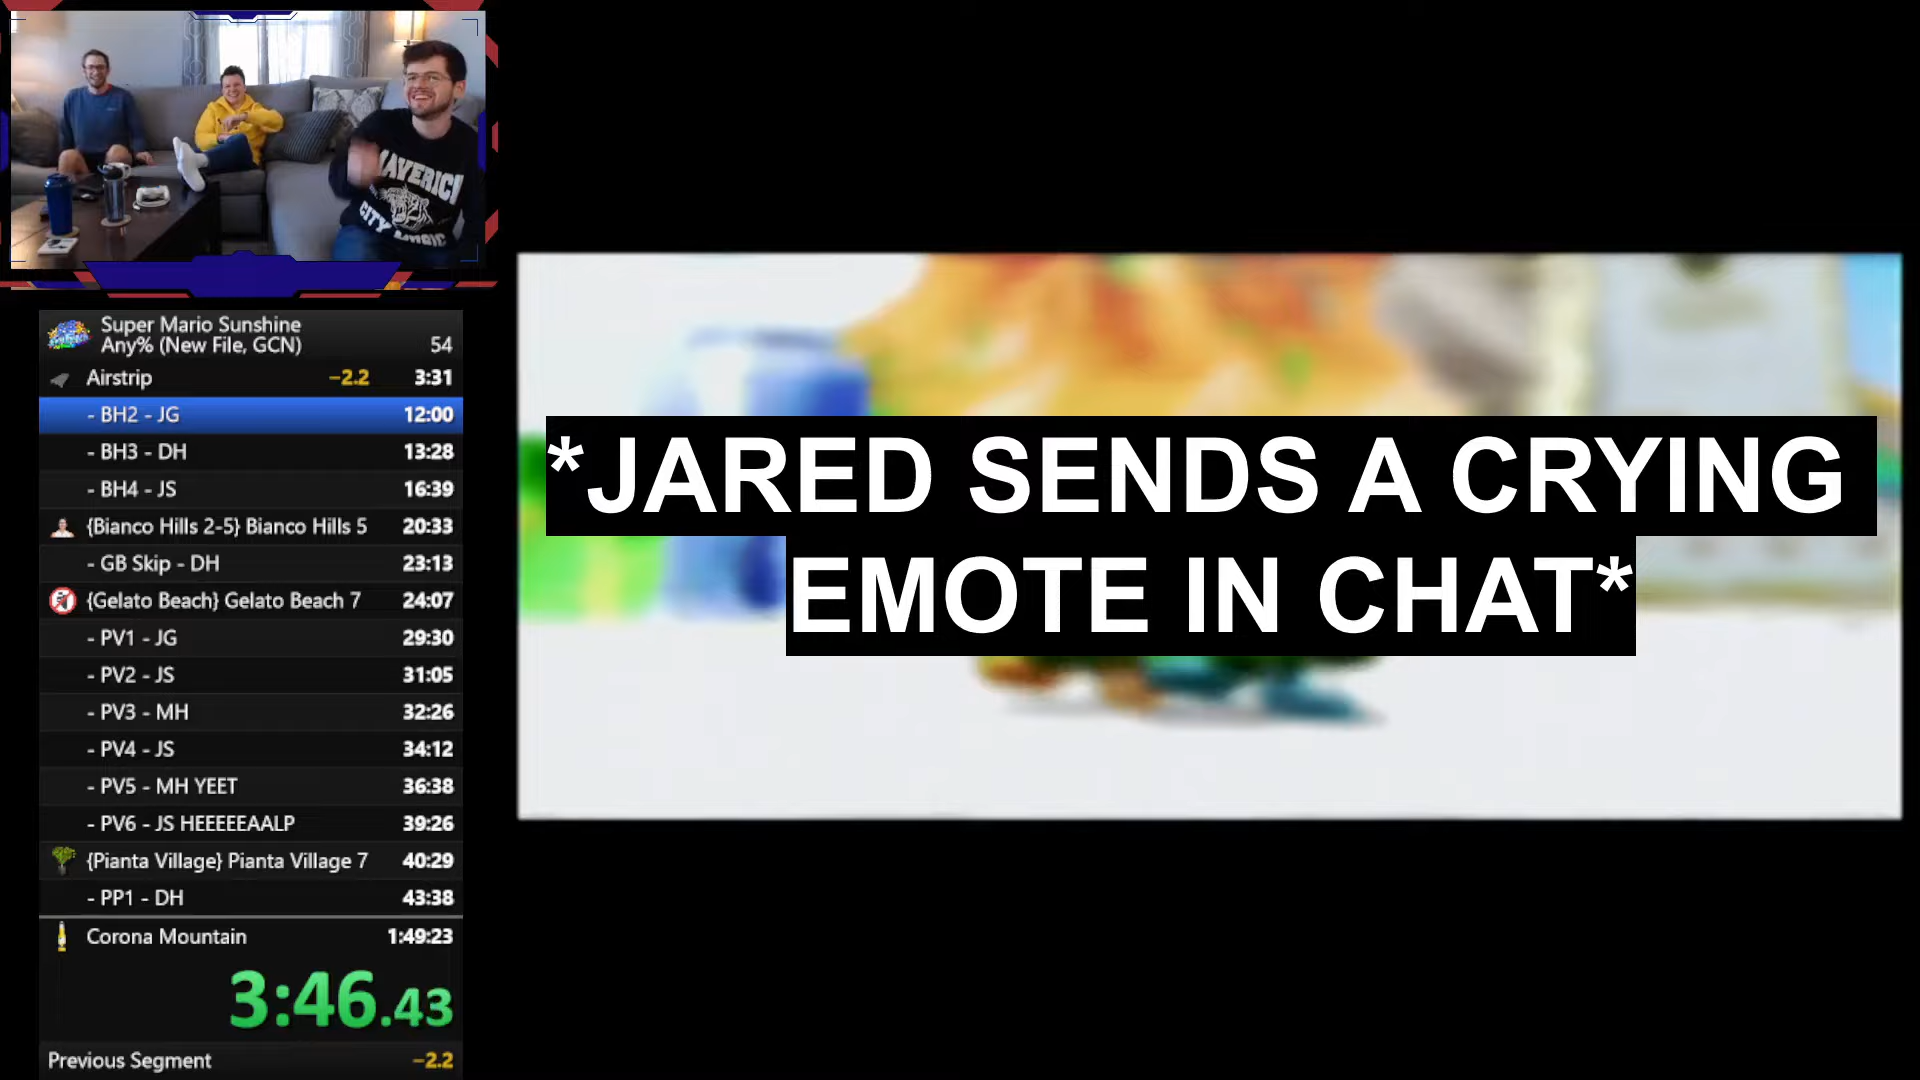 MAVERICK
CITY MUSIC
Super Mario Sunshine
Any% (New File, GCN) 54
Airstrip −2.2 3:31
- BH2 - JG 12:00
- BH3 - DH 13:28
- BH4 - JS 16:39
{Bianco Hills 2-5} Bianco Hills 5 20:33
- GB Skip - DH 23:13
{Gelato Beach} Gelato Beach 7 24:07
- PV1 - JG 29:30
- PV2 - JS 31:05
- PV3 - MH 32:26
- PV4 - JS 34:12
- PV5 - MH YEET 36:38
- PV6 - JS HEEEEEAALP 39:26
{Pianta Village} Pianta Village 7 40:29
- PP1 - DH 43:38
Corona Mountain 1:49:23
3:46.43
Previous Segment −2.2
*JARED SENDS A CRYING
EMOTE IN CHAT*